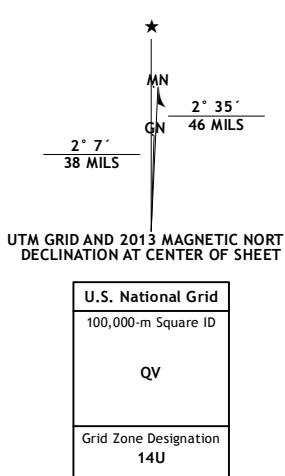 ★
MN
GN
2° 35´
46 MILS
2° 7´
38 MILS
UTM GRID AND 2013 MAGNETIC NORT
DECLINATION AT CENTER OF SHEET
U.S. National Grid
100,000-m Square ID
QV
Grid Zone Designation
14U